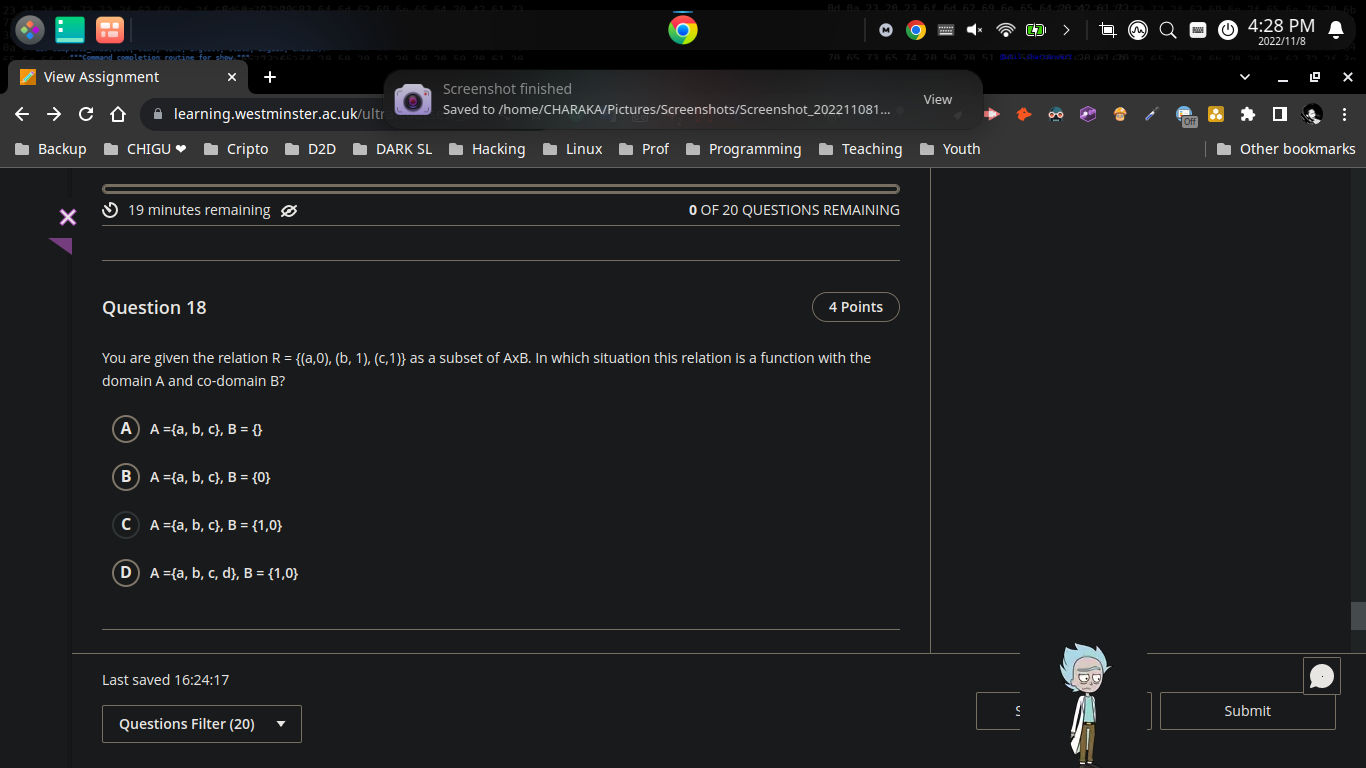 4:28 PM
2022/11/8
View Assignment
Screenshot finished
Saved to /home/CHARAKA/Pictures/Screenshots/Screenshot_202211081...
View
learning.westminster.ac.uk/ultr
Off
Backup CHIGU ❤ Cripto D2D DARK SL Hacking Linux Prof Programming Teaching Youth Other bookmarks
19 minutes remaining
0 OF 20 QUESTIONS REMAINING
Question 18
4 Points
You are given the relation R = {(a,0), (b, 1), (c,1)} as a subset of AxB. In which situation this relation is a function with the
domain A and co-domain B?
A A ={a, b, c}, B = {}
B A ={a, b, c}, B = {0}
C A ={a, b, c}, B = {1,0}
D A ={a, b, c, d}, B = {1,0}
Last saved 16:24:17
Questions Filter (20)
S
Submit